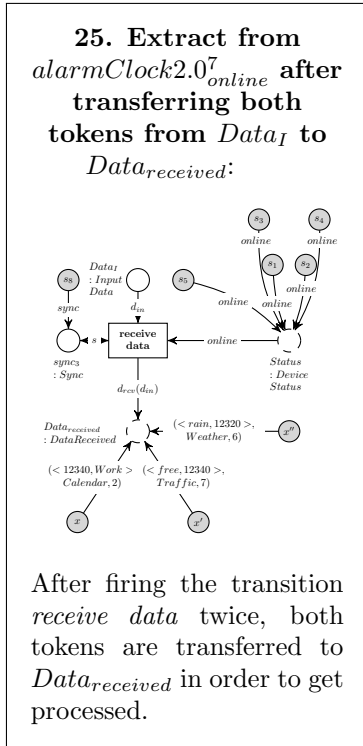 25. Extract from
alarmClock2.0⁷online after
transferring both
tokens from DataI to
Datareceived:
s3
s4
online
online
s8
DataI
: Input
Data
s5
s1
s2
online
online
sync
din
online
receive
data
s
online
sync3
: Sync
Status
: Device
Status
drcv(din)
Datareceived
: DataReceived
(< rain, 12320 >,
Weather, 6)
x''
(< 12340, Work >
Calendar, 2)
(< free, 12340 >,
Traffic, 7)
x
x'
After firing the transition
receive data twice, both
tokens are transferred to
Datareceived in order to get
processed.